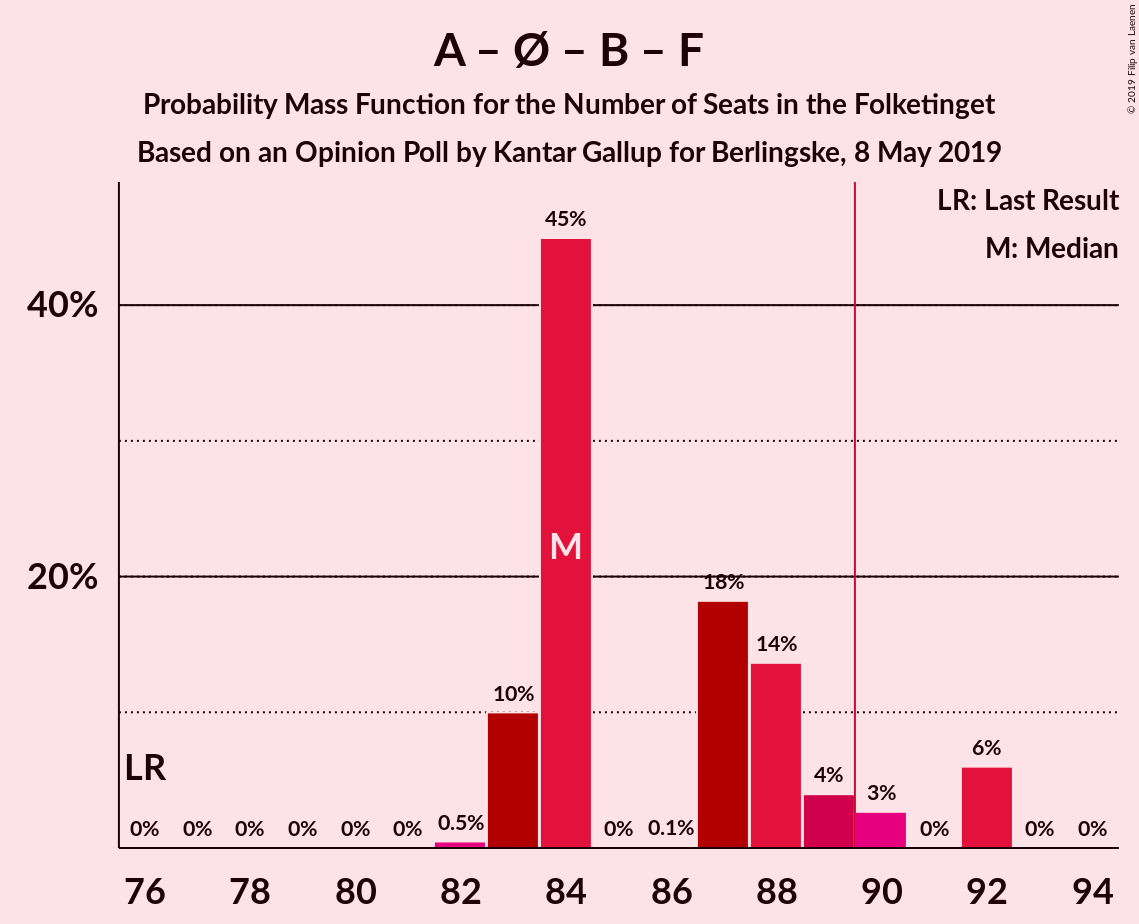 A – Ø – B – F
Probability Mass Function for the Number of Seats in the Folketinget
Based on an Opinion Poll by Kantar Gallup for Berlingske, 8 May 2019
© 2019 Filip van Laenen
LR: Last Result
M: Median
40%
20%
45%
M
18%
14%
10%
6%
4%
3%
LR
0% 0% 0% 0% 0% 0% 0.5% 0% 0.1% 0% 0% 0%
76 78 80 82 84 86 88 90 92 94